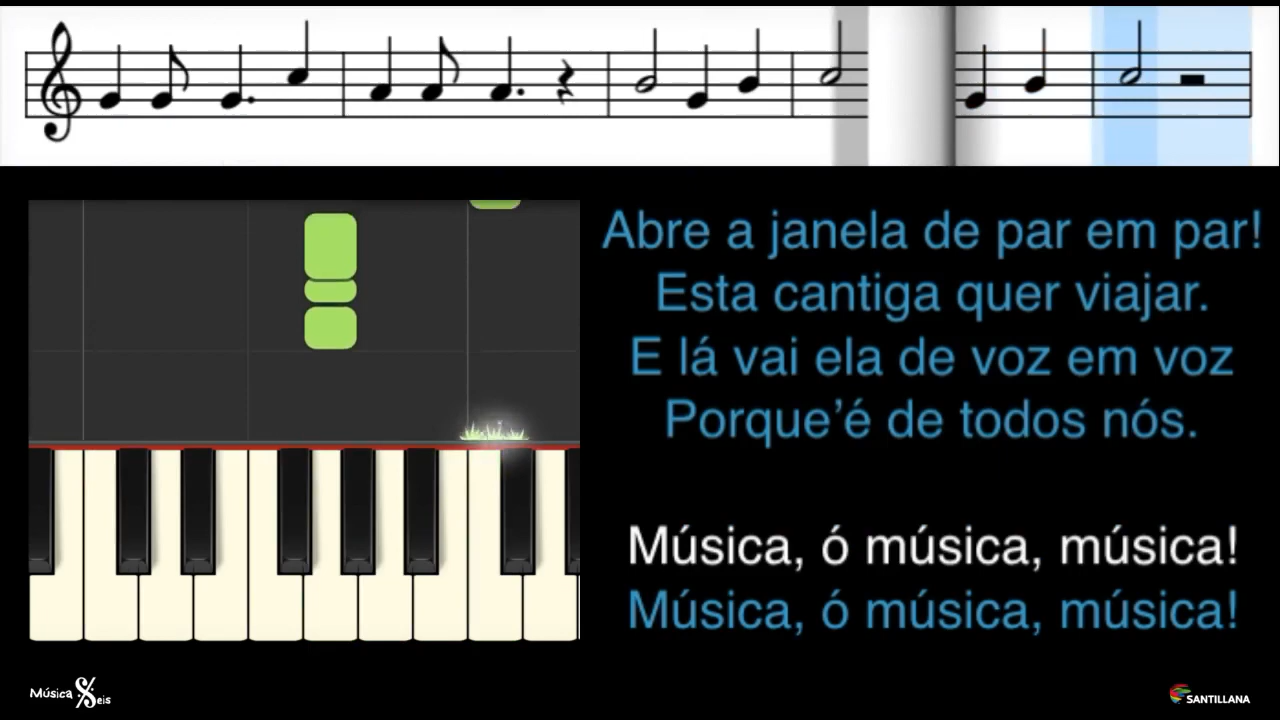 Abre a janela de par em par!
Esta cantiga quer viajar.
E lá vai ela de voz em voz
Porque’é de todos nós.
Música, ó música, música!
Música, ó música, música!
Música Seis
SANTILLANA